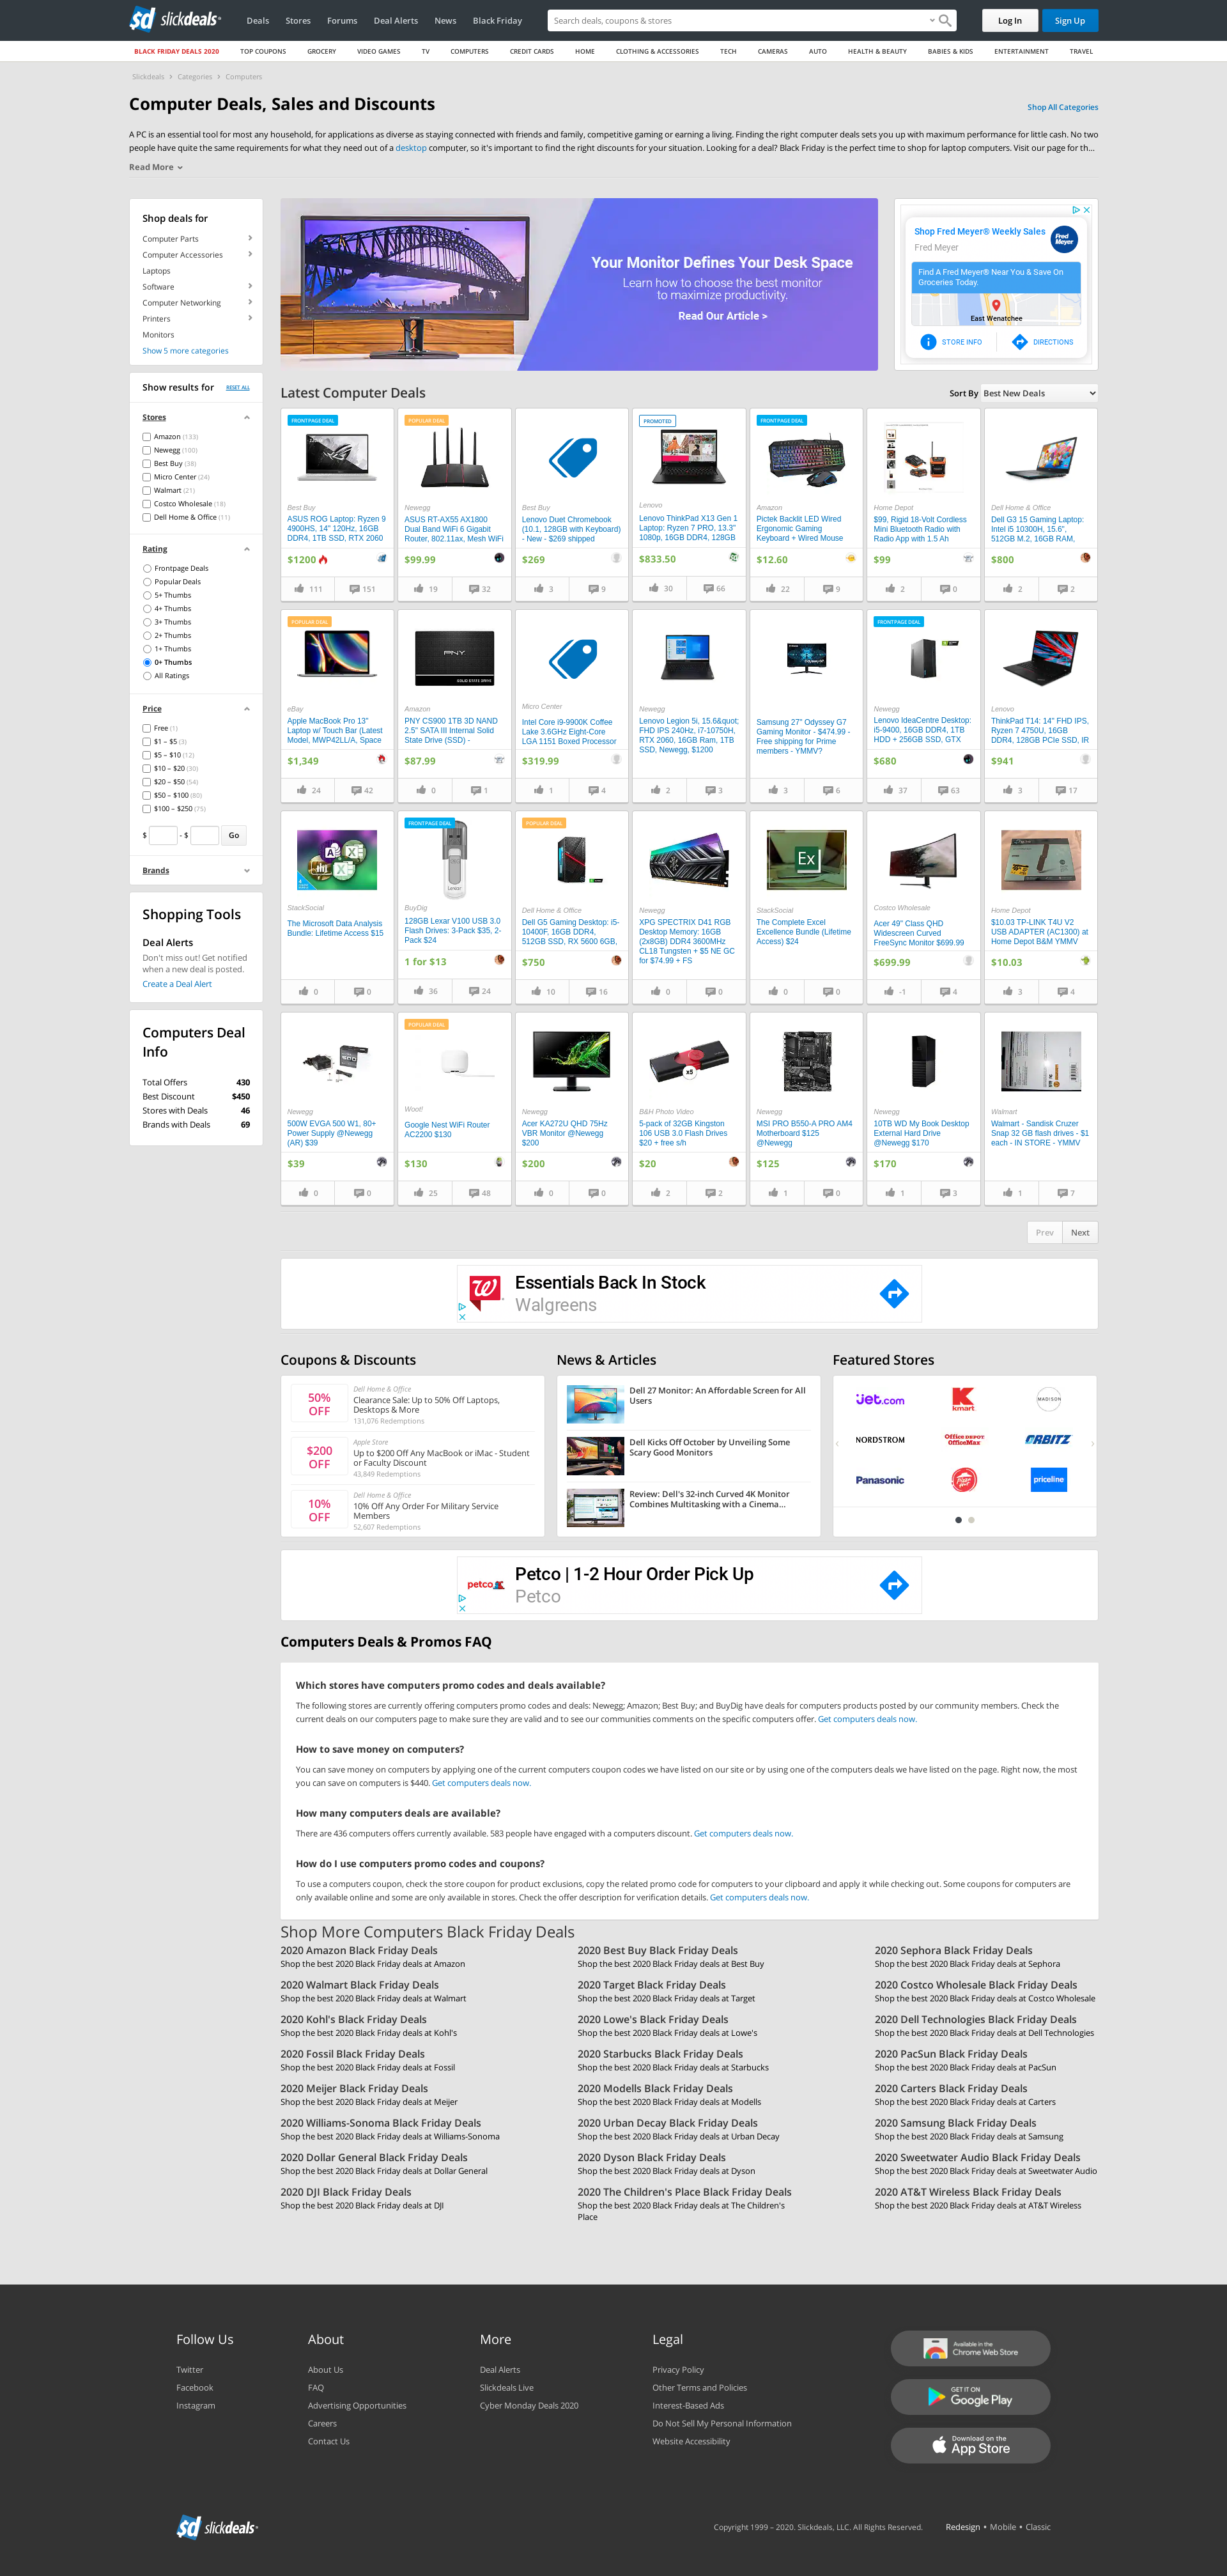 slickdeals
Deals
Stores
Forums
Deal Alerts
News
Black Friday
Search deals, coupons & stores
Log In
Sign Up
BLACK FRIDAY DEALS 2020
TOP COUPONS
GROCERY
VIDEO GAMES
TV
COMPUTERS
CREDIT CARDS
HOME
CLOTHING & ACCESSORIES
TECH
CAMERAS
AUTO
HEALTH & BEAUTY
BABIES & KIDS
ENTERTAINMENT
TRAVEL
Slickdeals › Categories › Computers
Computer Deals, Sales and Discounts
Shop All Categories
A PC is an essential tool for most any household, for applications as diverse as staying connected with friends and family, competitive gaming or earning a living. Finding the right computer deals sets you up with maximum performance for little cash. No two
people have quite the same requirements for what they need out of a desktop computer, so it's important to find the right discounts for your situation. Looking for a deal? Black Friday is the perfect time to shop for laptop computers. Visit our page for th...
Read More
Shop deals for
Computer Parts
Computer Accessories
Laptops
Software
Computer Networking
Printers
Monitors
Show 5 more categories
Show results for
RESET ALL
Stores
Amazon (133)
Newegg (100)
Best Buy (38)
Micro Center (24)
Walmart (21)
Costco Wholesale (18)
Dell Home & Office (11)
Rating
Frontpage Deals
Popular Deals
5+ Thumbs
4+ Thumbs
3+ Thumbs
2+ Thumbs
1+ Thumbs
0+ Thumbs
All Ratings
Price
Free (1)
$1 – $5 (3)
$5 – $10 (12)
$10 – $20 (30)
$20 – $50 (54)
$50 – $100 (80)
$100 – $250 (75)
$ - $ Go
Brands
Shopping Tools
Deal Alerts
Don't miss out! Get notified
when a new deal is posted.
Create a Deal Alert
Computers Deal
Info
Total Offers 430
Best Discount $450
Stores with Deals 46
Brands with Deals 69
Your Monitor Defines Your Desk Space
Learn how to choose the best monitor
to maximize productivity.
Read Our Article >
Shop Fred Meyer® Weekly Sales
Fred Meyer
Fred Meyer
Find A Fred Meyer® Near You & Save On
Groceries Today.
East Wenatchee
STORE INFO
DIRECTIONS
Latest Computer Deals
Sort By Best New Deals
FRONTPAGE DEAL
Best Buy
ASUS ROG Laptop: Ryzen 9
4900HS, 14" 120Hz, 16GB
DDR4, 1TB SSD, RTX 2060
$1200
111 151
POPULAR DEAL
Newegg
ASUS RT-AX55 AX1800
Dual Band WiFi 6 Gigabit
Router, 802.11ax, Mesh WiFi
$99.99
19 32
Best Buy
Lenovo Duet Chromebook
(10.1, 128GB with Keyboard)
- New - $269 shipped
$269
3 9
PROMOTED
Lenovo
Lenovo ThinkPad X13 Gen 1
Laptop: Ryzen 7 PRO, 13.3"
1080p, 16GB DDR4, 128GB
$833.50
30 66
FRONTPAGE DEAL
Amazon
Pictek Backlit LED Wired
Ergonomic Gaming
Keyboard + Wired Mouse
$12.60
22 9
Home Depot
$99, Rigid 18-Volt Cordless
Mini Bluetooth Radio with
Radio App with 1.5 Ah
$99
2 0
Dell Home & Office
Dell G3 15 Gaming Laptop:
Intel i5 10300H, 15.6",
512GB M.2, 16GB RAM,
$800
2 2
POPULAR DEAL
eBay
Apple MacBook Pro 13"
Laptop w/ Touch Bar (Latest
Model, MWP42LL/A, Space
$1,349
24 42
PNY
SOLID STATE DRIVE
Amazon
PNY CS900 1TB 3D NAND
2.5" SATA III Internal Solid
State Drive (SSD) -
$87.99
0 1
Micro Center
Intel Core i9-9900K Coffee
Lake 3.6GHz Eight-Core
LGA 1151 Boxed Processor
$319.99
1 4
Newegg
Lenovo Legion 5i, 15.6&quot;
FHD IPS 240Hz, i7-10750H,
RTX 2060, 16GB Ram, 1TB
SSD, Newegg, $1200
2 3
Samsung 27" Odyssey G7
Gaming Monitor - $474.99 -
Free shipping for Prime
members - YMMV?
3 6
FRONTPAGE DEAL
Newegg
Lenovo IdeaCentre Desktop:
i5-9400, 16GB DDR4, 1TB
HDD + 256GB SSD, GTX
$680
37 63
Lenovo
ThinkPad T14: 14" FHD IPS,
Ryzen 7 4750U, 16GB
DDR4, 128GB PCIe SSD, IR
$941
3 17
StackSocial
The Microsoft Data Analysis
Bundle: Lifetime Access $15
0 0
FRONTPAGE DEAL
Lexar
BuyDig
128GB Lexar V100 USB 3.0
Flash Drives: 3-Pack $35, 2-
Pack $24
1 for $13
36 24
POPULAR DEAL
Dell Home & Office
Dell G5 Gaming Desktop: i5-
10400F, 16GB DDR4,
512GB SSD, RX 5600 6GB,
$750
10 16
Newegg
XPG SPECTRIX D41 RGB
Desktop Memory: 16GB
(2x8GB) DDR4 3600MHz
CL18 Tungsten + $5 NE GC
for $74.99 + FS
0 0
Ex
StackSocial
The Complete Excel
Excellence Bundle (Lifetime
Access) $24
0 0
Costco Wholesale
Acer 49" Class QHD
Widescreen Curved
FreeSync Monitor $699.99
$699.99
-1 4
Home Depot
$10.03 TP-LINK T4U V2
USB ADAPTER (AC1300) at
Home Depot B&M YMMV
$10.03
3 4
Newegg
500W EVGA 500 W1, 80+
Power Supply @Newegg
(AR) $39
$39
0 0
POPULAR DEAL
Woot!
Google Nest WiFi Router
AC2200 $130
$130
25 48
Newegg
Acer KA272U QHD 75Hz
VBR Monitor @Newegg
$200
$200
0 0
x5
B&H Photo Video
5-pack of 32GB Kingston
106 USB 3.0 Flash Drives
$20 + free s/h
$20
2 2
Newegg
MSI PRO B550-A PRO AM4
Motherboard $125
@Newegg
$125
1 0
Newegg
10TB WD My Book Desktop
External Hard Drive
@Newegg $170
$170
1 3
Walmart
Walmart - Sandisk Cruzer
Snap 32 GB flash drives - $1
each - IN STORE - YMMV
1 7
Prev Next
Essentials Back In Stock
Walgreens
Coupons & Discounts
50%
OFF
Dell Home & Office
Clearance Sale: Up to 50% Off Laptops,
Desktops & More
131,076 Redemptions
$200
OFF
Apple Store
Up to $200 Off Any MacBook or iMac - Student
or Faculty Discount
43,849 Redemptions
10%
OFF
Dell Home & Office
10% Off Any Order For Military Service
Members
52,607 Redemptions
News & Articles
Dell 27 Monitor: An Affordable Screen for All
Users
Dell Kicks Off October by Unveiling Some
Scary Good Monitors
Review: Dell's 32-inch Curved 4K Monitor
Combines Multitasking with a Cinema...
Featured Stores
jet.com
kmart
MADISON
NORDSTROM
OFFICE DEPOT
OfficeMax
ORBITZ
Panasonic
Pizza Hut
priceline
petco
Petco | 1-2 Hour Order Pick Up
Petco
Computers Deals & Promos FAQ
Which stores have computers promo codes and deals available?
The following stores are currently offering computers promo codes and deals: Newegg; Amazon; Best Buy; and BuyDig have deals for computers products posted by our community members. Check the
current deals on our computers page to make sure they are valid and to see our communities comments on the specific computers offer. Get computers deals now.
How to save money on computers?
You can save money on computers by applying one of the current computers coupon codes we have listed on our site or by using one of the computers deals we have listed on the page. Right now, the most
you can save on computers is $440. Get computers deals now.
How many computers deals are available?
There are 436 computers offers currently available. 583 people have engaged with a computers discount. Get computers deals now.
How do I use computers promo codes and coupons?
To use a computers coupon, check the store coupon for product exclusions, copy the related promo code for computers to your clipboard and apply it while checking out. Some coupons for computers are
only available online and some are only available in stores. Check the offer description for verification details. Get computers deals now.
Shop More Computers Black Friday Deals
2020 Amazon Black Friday Deals
Shop the best 2020 Black Friday deals at Amazon
2020 Best Buy Black Friday Deals
Shop the best 2020 Black Friday deals at Best Buy
2020 Sephora Black Friday Deals
Shop the best 2020 Black Friday deals at Sephora
2020 Walmart Black Friday Deals
Shop the best 2020 Black Friday deals at Walmart
2020 Target Black Friday Deals
Shop the best 2020 Black Friday deals at Target
2020 Costco Wholesale Black Friday Deals
Shop the best 2020 Black Friday deals at Costco Wholesale
2020 Kohl's Black Friday Deals
Shop the best 2020 Black Friday deals at Kohl's
2020 Lowe's Black Friday Deals
Shop the best 2020 Black Friday deals at Lowe's
2020 Dell Technologies Black Friday Deals
Shop the best 2020 Black Friday deals at Dell Technologies
2020 Fossil Black Friday Deals
Shop the best 2020 Black Friday deals at Fossil
2020 Starbucks Black Friday Deals
Shop the best 2020 Black Friday deals at Starbucks
2020 PacSun Black Friday Deals
Shop the best 2020 Black Friday deals at PacSun
2020 Meijer Black Friday Deals
Shop the best 2020 Black Friday deals at Meijer
2020 Modells Black Friday Deals
Shop the best 2020 Black Friday deals at Modells
2020 Carters Black Friday Deals
Shop the best 2020 Black Friday deals at Carters
2020 Williams-Sonoma Black Friday Deals
Shop the best 2020 Black Friday deals at Williams-Sonoma
2020 Urban Decay Black Friday Deals
Shop the best 2020 Black Friday deals at Urban Decay
2020 Samsung Black Friday Deals
Shop the best 2020 Black Friday deals at Samsung
2020 Dollar General Black Friday Deals
Shop the best 2020 Black Friday deals at Dollar General
2020 Dyson Black Friday Deals
Shop the best 2020 Black Friday deals at Dyson
2020 Sweetwater Audio Black Friday Deals
Shop the best 2020 Black Friday deals at Sweetwater Audio
2020 DJI Black Friday Deals
Shop the best 2020 Black Friday deals at DJI
2020 The Children's Place Black Friday Deals
Shop the best 2020 Black Friday deals at The Children's
Place
2020 AT&T Wireless Black Friday Deals
Shop the best 2020 Black Friday deals at AT&T Wireless
Follow Us
Twitter
Facebook
Instagram
About
About Us
FAQ
Advertising Opportunities
Careers
Contact Us
More
Deal Alerts
Slickdeals Live
Cyber Monday Deals 2020
Legal
Privacy Policy
Other Terms and Policies
Interest-Based Ads
Do Not Sell My Personal Information
Website Accessibility
Available in the
Chrome Web Store
GET IT ON
Google Play
Download on the
App Store
slickdeals
Copyright 1999 – 2020. Slickdeals, LLC. All Rights Reserved.
Redesign • Mobile • Classic